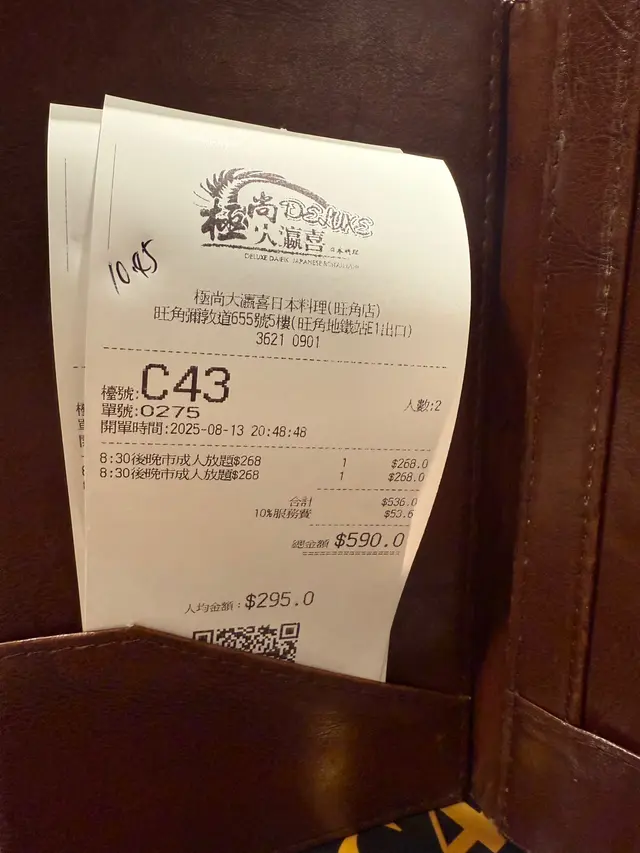 極尚 DELUXE
大瀛喜 日本料理
DELUXE DAIKI JAPANESE RESTAURANT
10:45
極尚大瀛喜日本料理(旺角店)
旺角彌敦道655號5樓(旺角地鐵站E1出口)
3621 0901
檯號:C43
人數:2
單號:0275
開單時間:2025-08-13 20:48:48
8:30後晚市成人放題$268 1 $268.0
8:30後晚市成人放題$268 1 $268.0
合計 $536.0
10%服務費 $53.6
總金額 $590.0
人均金額:$295.0